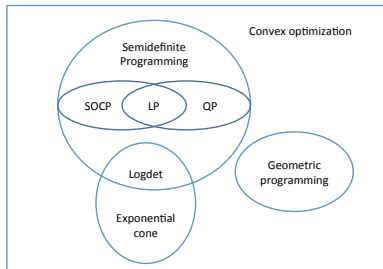 Convex optimization
Semidefinite
Programming
SOCP
LP
QP
Logdet
Geometric
programming
Exponential
cone